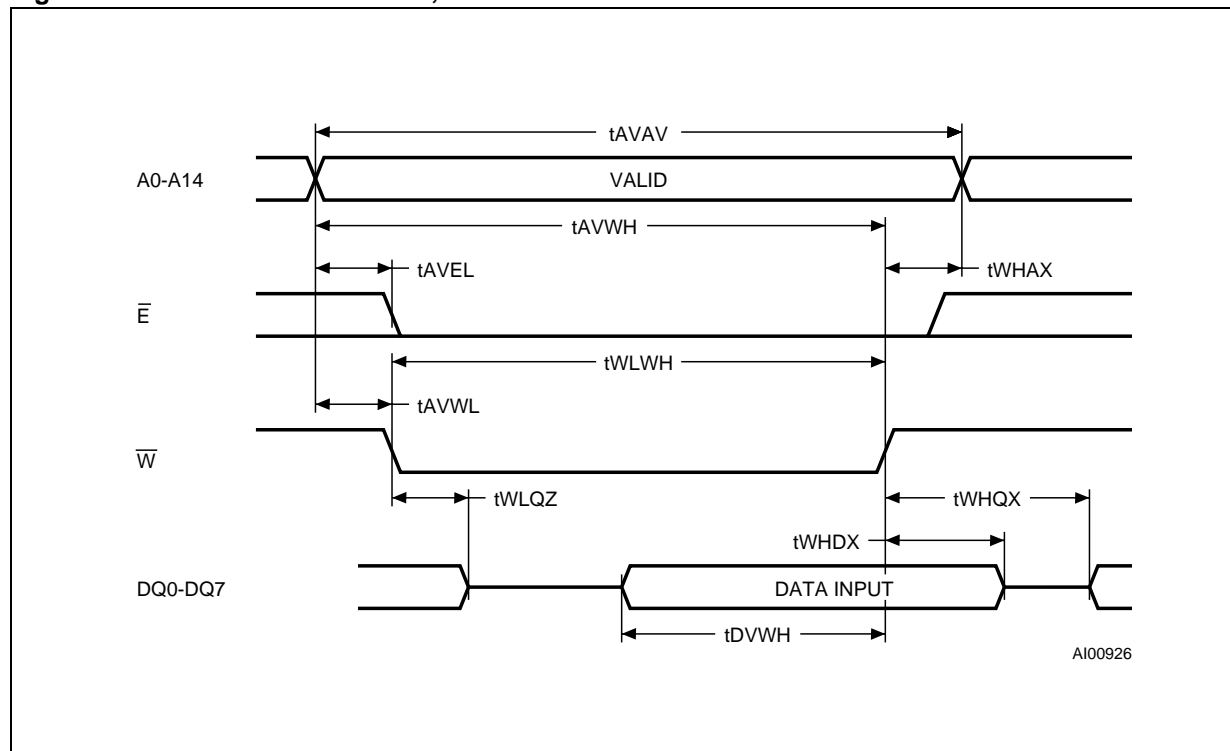 tAVAV
A0-A14
VALID
tAVWH
tAVEL
tWHAX
E̅
tWLWH
tAVWL
W̅
tWLQZ
tWHQX
tWHDX
DQ0-DQ7
DATA INPUT
tDVWH
AI00926